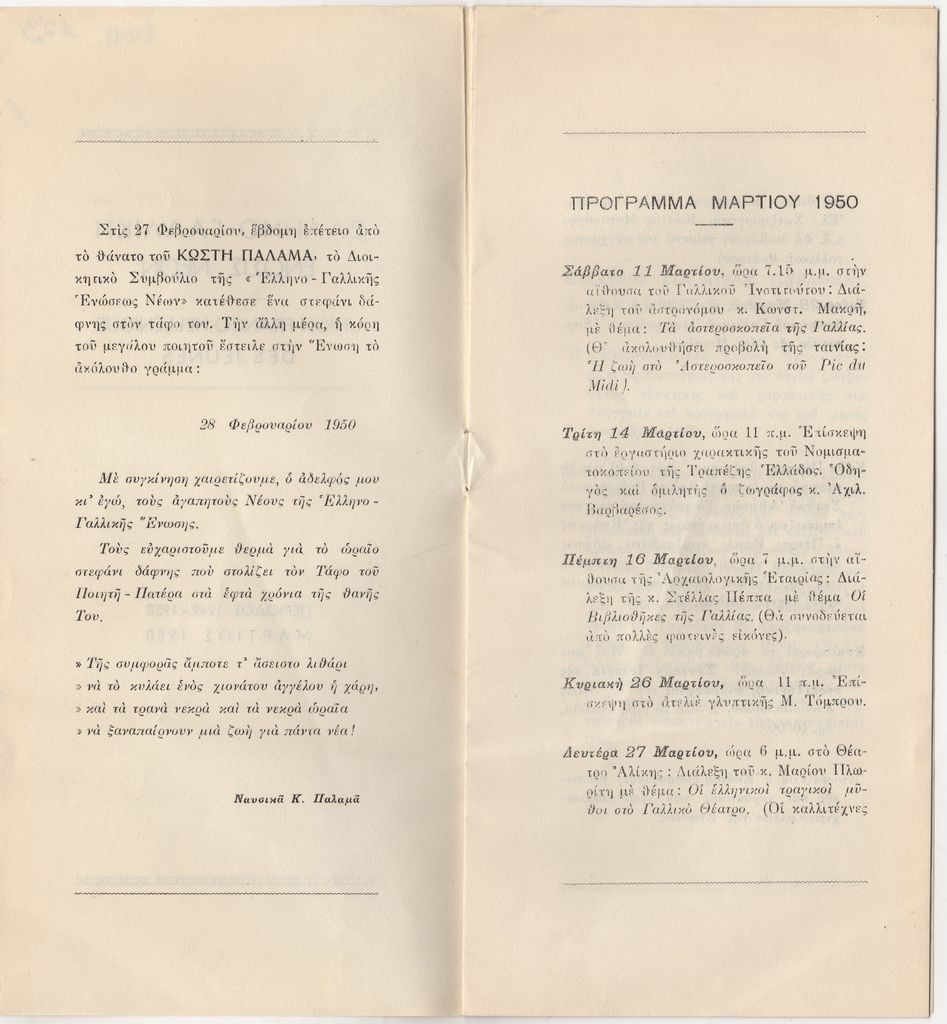 Στὶς 27 Φεβρουαρίου, ἕβδομη ἐπέτειο ἀπὸ
τὸ θάνατο τοῦ ΚΩΣΤΗ ΠΑΛΑΜΑ, τὸ Διοι-
κητικὸ Συμβούλιο τῆς «Ἑλληνο-Γαλλικῆς
Ἑνώσεως Νέων» κατέθεσε ἕνα στεφάνι δά-
φνης στὸν τάφο του. Τὴν ἄλλη μέρα, ἡ κόρη
τοῦ μεγάλου ποιητοῦ ἔστειλε στὴν Ἕνωση τὸ
ἀκόλουθο γράμμα:
28 Φεβρουαρίου 1950
Μὲ συγκίνηση χαιρετίζουμε, ὁ ἀδελφός μου
κι' ἐγώ, τοὺς ἀγαπητοὺς Νέους τῆς Ἑλληνο-
Γαλλικῆς Ἕνωσης.
Τοὺς εὐχαριστοῦμε θερμὰ γιὰ τὸ ὡραῖο
στεφάνι δάφνης ποὺ στολίζει τὸν Τάφο τοῦ
Ποιητῆ-Πατέρα στὰ ἑφτὰ χρόνια τῆς θανῆς
Του.
» Τῆς συμφορᾶς ἄμποτε τ' ἄσειστο λιθάρι
» νὰ τὸ κυλάει ἑνὸς χιονάτου ἀγγέλου ἡ χάρη,
» καὶ τὰ τρανὰ νεκρὰ καὶ τὰ νεκρὰ ὡραῖα
» νὰ ξαναπαίρνουν μιὰ ζωὴ γιὰ πάντα νέα!
Ναυσικᾶ Κ. Παλαμᾶ
ΠΡΟΓΡΑΜΜΑ ΜΑΡΤΙΟΥ 1950
Σάββατο 11 Μαρτίου, ὥρα 7.15 μ.μ. στὴν
αἴθουσα τοῦ Γαλλικοῦ Ἰνστιτούτου: Διά-
λεξη τοῦ ἀστρονόμου κ. Κωνστ. Μακρῆ,
μὲ θέμα: Τὰ ἀστεροσκοπεῖα τῆς Γαλλίας.
(Θ' ἀκολουθήσει προβολὴ τῆς ταινίας:
Ἡ ζωὴ στὸ Ἀστεροσκοπεῖο τοῦ Pic du
Midi).
Τρίτη 14 Μαρτίου, ὥρα 11 π.μ. Ἐπίσκεψη
στὸ ἐργαστήριο χαρακτικῆς τοῦ Νομισμα-
τοκοπείου τῆς Τραπέζης Ἑλλάδος. Ὁδη-
γὸς καὶ ὁμιλητὴς ὁ ζωγράφος κ. Ἀχιλ.
Βαρβαρέσος.
Πέμπτη 16 Μαρτίου, ὥρα 7 μ.μ. στὴν αἴ-
θουσα τῆς Ἀρχαιολογικῆς Ἑταιρίας: Διά-
λεξη τῆς κ. Στέλλας Πέππα μὲ θέμα Οἱ
Βιβλιοθῆκες τῆς Γαλλίας. (Θὰ συνοδεύεται
ἀπὸ πολλὲς φωτεινὲς εἰκόνες).
Κυριακὴ 26 Μαρτίου, ὥρα 11 π.μ. Ἐπί-
σκεψη στὸ ἀτελιὲ γλυπτικῆς Μ. Τόμπρου.
Δευτέρα 27 Μαρτίου, ὥρα 6 μ.μ. στὸ Θέα-
τρο Ἀλίκης: Διάλεξη τοῦ κ. Μαρίου Πλω-
ρίτη μὲ θέμα: Οἱ ἑλληνικοὶ τραγικοὶ μῦ-
θοι στὸ Γαλλικὸ Θέατρο. (Οἱ καλλιτέχνες